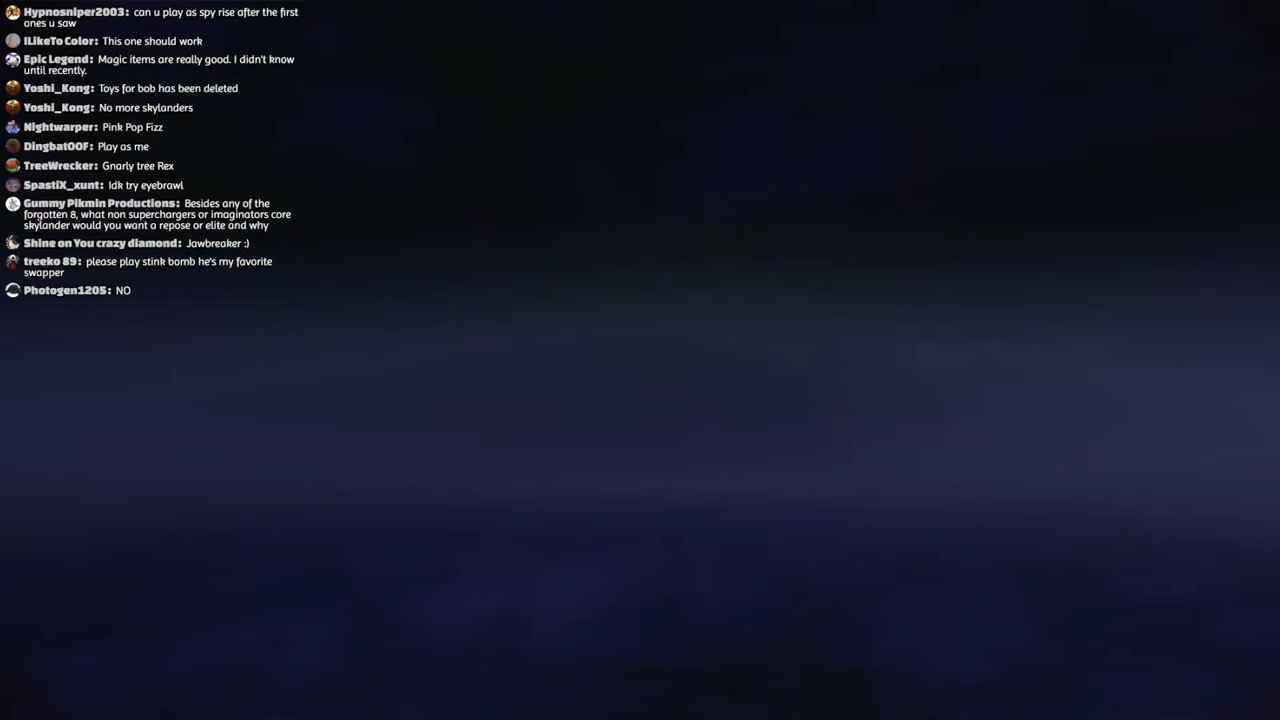 Hypnosniper2003: can u play as spy rise after the first
ones u saw
ILikeTo Color: This one should work
Epic Legend: Magic items are really good. I didn't know
until recently.
Yoshi_Kong: Toys for bob has been deleted
Yoshi_Kong: No more skylanders
Nightwarper: Pink Pop Fizz
DingbatOOF: Play as me
TreeWrecker: Gnarly tree Rex
SpastiX_xunt: Idk try eyebrawl
Gummy Pikmin Productions: Besides any of the
forgotten 8, what non superchargers or imaginators core
skylander would you want a repose or elite and why
Shine on You crazy diamond: Jawbreaker :)
treeko 89: please play stink bomb he's my favorite
swapper
Photogen1205: NO